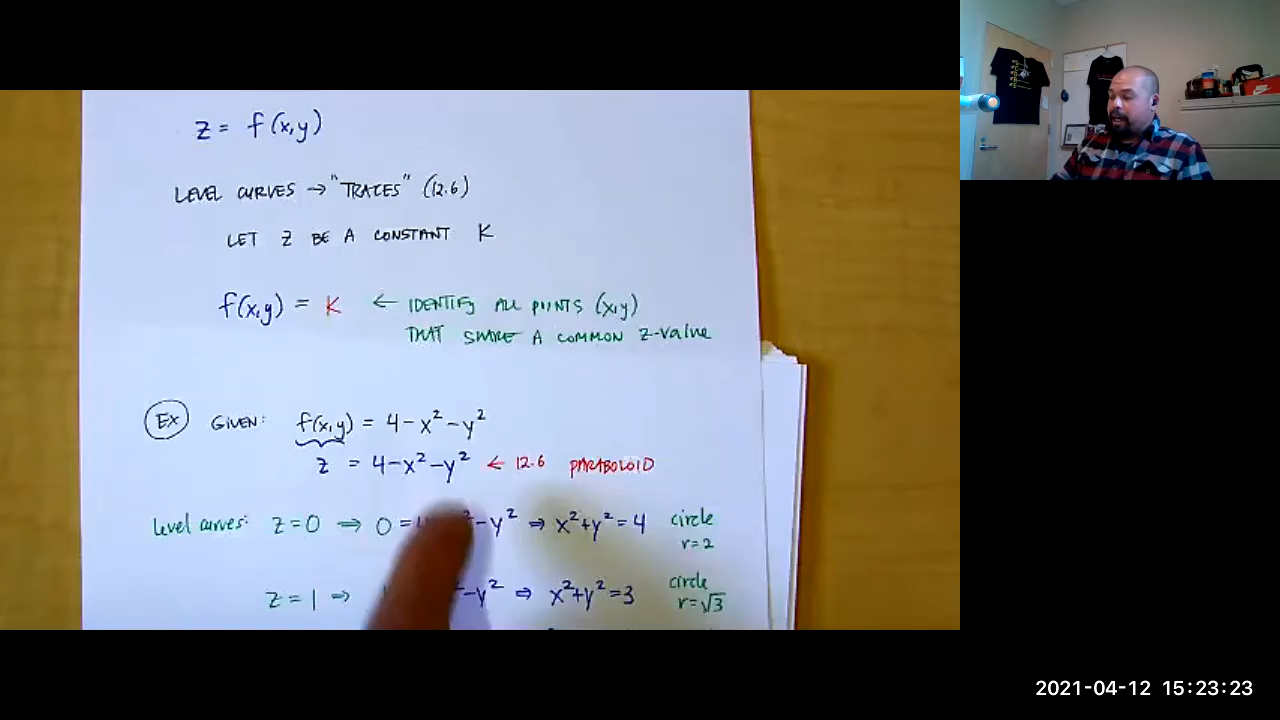 z = f(x,y)
LEVEL CURVES → "TRACES" (12.6)
LET Z BE A CONSTANT K
f(x,y) = K ← IDENTIFY ALL POINTS (x,y)
THAT SHARE A COMMON Z-value
Ex GIVEN: f(x,y) = 4-x²-y²
z = 4-x²-y² ← 12.6 PARABOLOID
Level curves: z=0 ⇒ 0 = ²-y² ⇒ x²+y²=4 circle
r=2
z=1 ⇒ ²-y² ⇒ x²+y²=3 circle
r=√3
2021-04-12 15:23:23